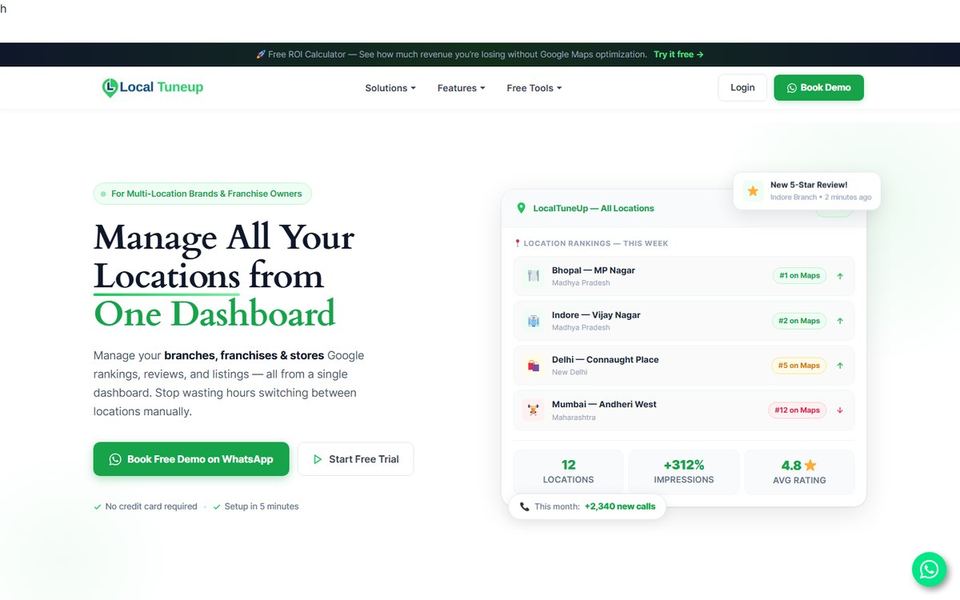 h
🚀 Free ROI Calculator — See how much revenue you're losing without Google Maps optimization. Try it free →
Local Tuneup
Solutions
Features
Free Tools
Login
Book Demo
For Multi-Location Brands & Franchise Owners
Manage All Your
Locations from
One Dashboard
Manage your branches, franchises & stores Google
rankings, reviews, and listings — all from a single
dashboard. Stop wasting hours switching between
locations manually.
Book Free Demo on WhatsApp
Start Free Trial
✓ No credit card required · ✓ Setup in 5 minutes
New 5-Star Review!
Indore Branch • 2 minutes ago
LocalTuneUp — All Locations
📍 LOCATION RANKINGS — THIS WEEK
Bhopal — MP Nagar
Madhya Pradesh
#1 on Maps ↑
Indore — Vijay Nagar
Madhya Pradesh
#2 on Maps ↑
Delhi — Connaught Place
New Delhi
#5 on Maps ↑
Mumbai — Andheri West
Maharashtra
#12 on Maps ↓
12
LOCATIONS
+312%
IMPRESSIONS
4.8 ⭐
AVG RATING
📞 This month: +2,340 new calls